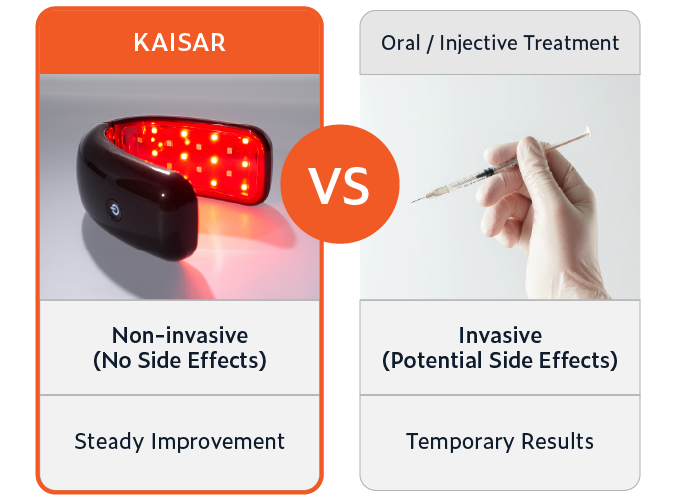 KAISAR
Oral / Injective Treatment
VS
Non-invasive
(No Side Effects)
Invasive
(Potential Side Effects)
Steady Improvement
Temporary Results